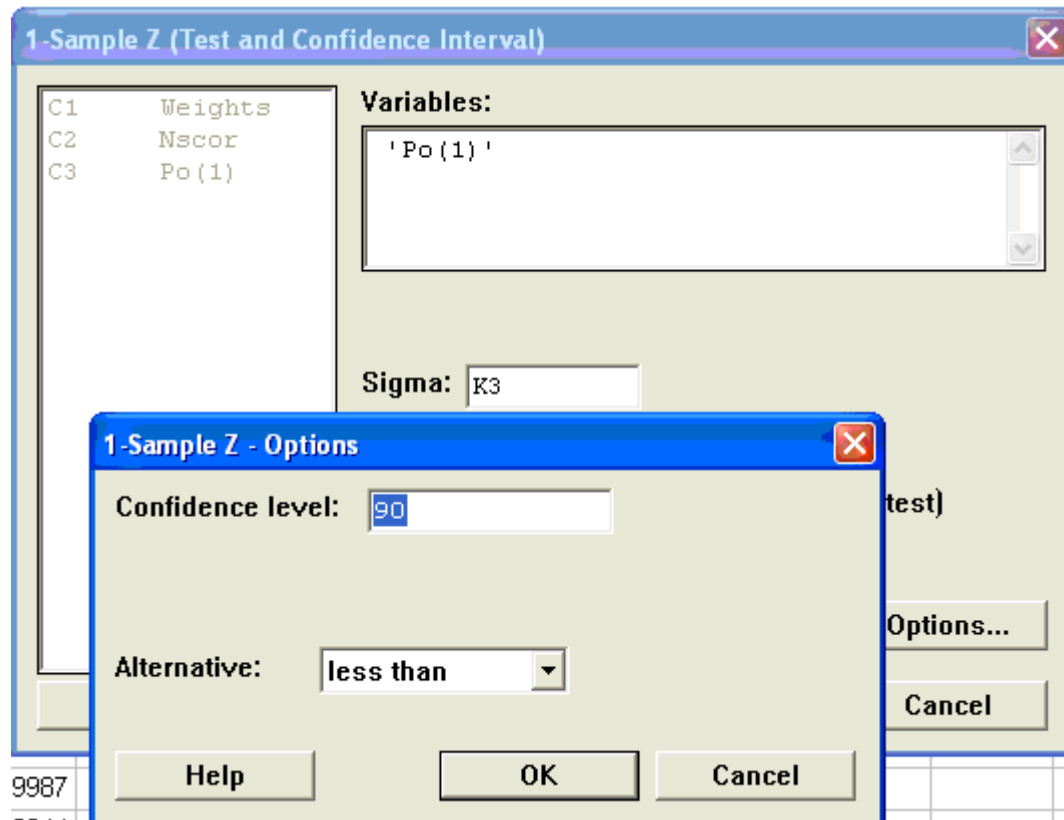 1-Sample Z (Test and Confidence Interval)
C1 Weights
C2 Nscor
C3 Po(1)
Variables:
'Po(1)'
Sigma: K3
test)
Options...
Cancel
1-Sample Z - Options
Confidence level: 90
Alternative: less than
Help OK Cancel
9987